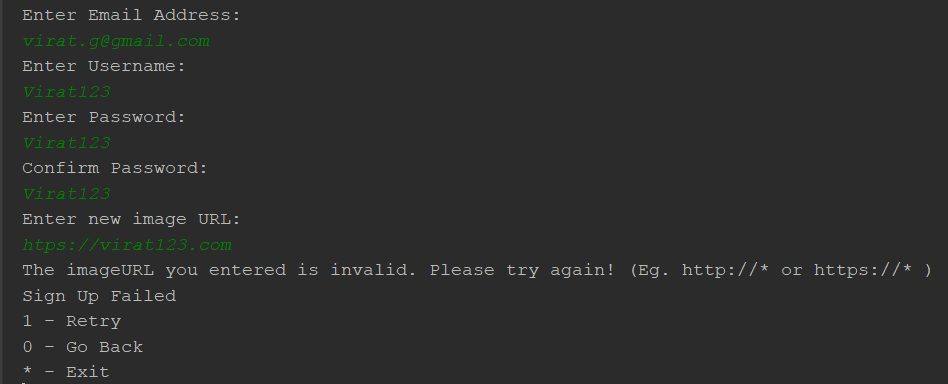 Enter Email Address:
virat.g@gmail.com
Enter Username:
Virat123
Enter Password:
Virat123
Confirm Password:
Virat123
Enter new image URL:
htps://virat123.com
The imageURL you entered is invalid. Please try again! (Eg. http://* or https://* )
Sign Up Failed
1 - Retry
0 - Go Back
* - Exit